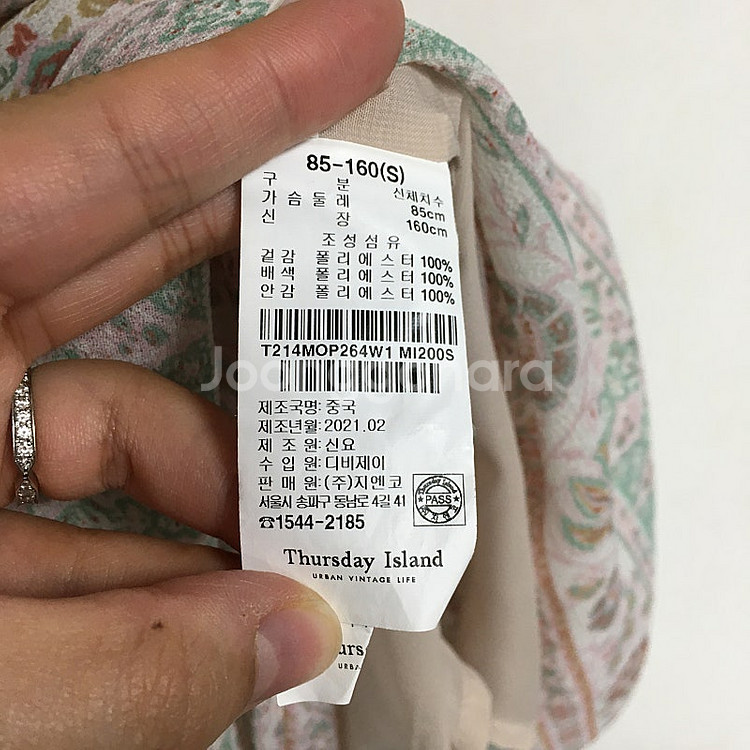 85-160(S)
구 분 신체치수
가슴둘레 85cm
신 장 160cm
조성섬유
겉감 폴리에스터 100%
배색 폴리에스터 100%
안감 폴리에스터 100%
T214MOP264W1 MI200S
제조국명: 중국
제조년월: 2021.02
제 조 원: 신요
수 입 원: 디비제이
판 매 원: (주)지엔코
서울시 송파구 동남로 4길 41
☎1544-2185
Thursday Island
PASS
Thursday Island
URBAN VINTAGE LIFE